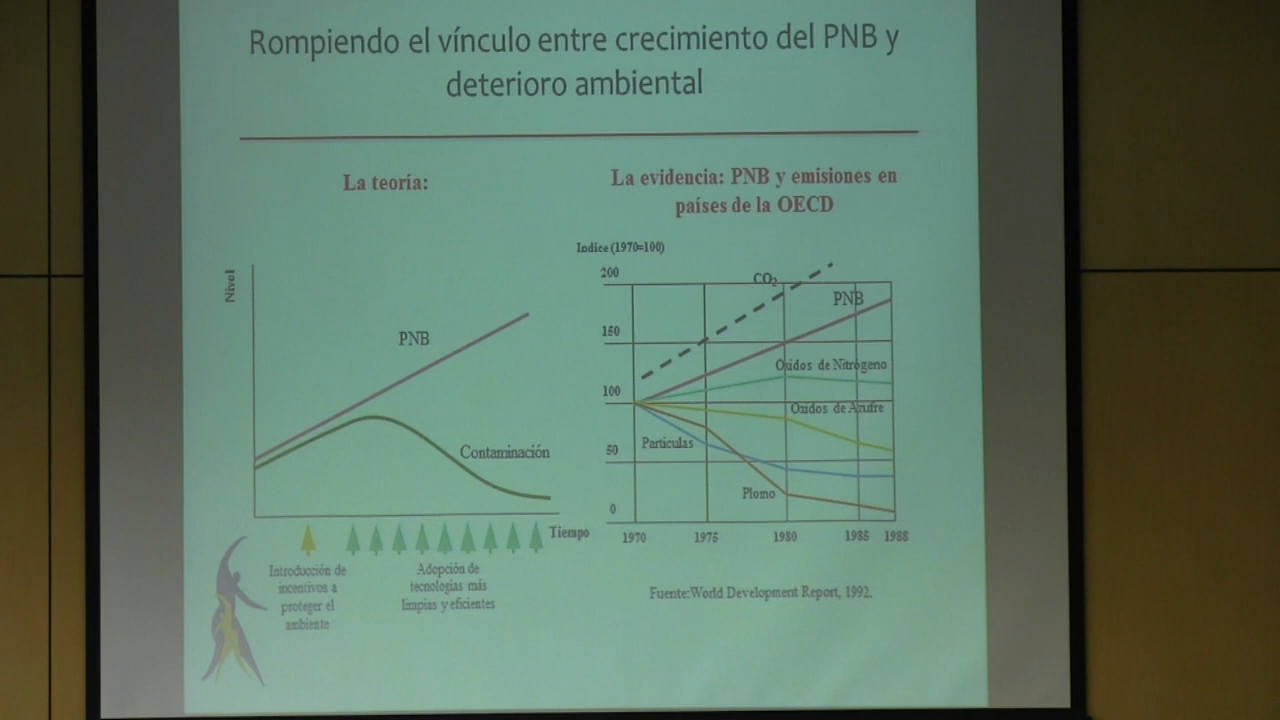 Rompiendo el vínculo entre crecimiento del PNB y
deterioro ambiental
La teoría:
Nivel
PNB
Contaminación
Tiempo
Introducción de
incentivos a
proteger el
ambiente
Adopción de
tecnologías más
limpias y eficientes
La evidencia: PNB y emisiones en
países de la OECD
Indice (1970=100)
200
150
100
50
0
CO₂
PNB
Oxidos de Nitrógeno
Oxidos de Azufre
Particulas
Plomo
1970 1975 1980 1985 1988
Fuente:World Development Report, 1992.